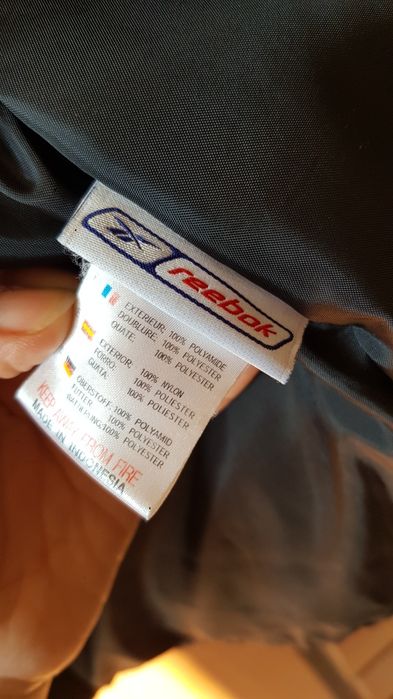 reebok
EXTERIEUR: 100% POLYAMIDE
DOUBLURE: 100% POLYESTER
OUATE: 100% POLYESTER
EXTERIOR: 100% NYLON
FORRO: 100% POLIESTER
GUATA: 100% POLIESTER
OBERSTOFF: 100% POLYAMID
FUTTER: 100% POLYESTER
WATTIERUNG: 100% POLYESTER
KEEP AWAY FROM FIRE
MADE IN INDONESIA